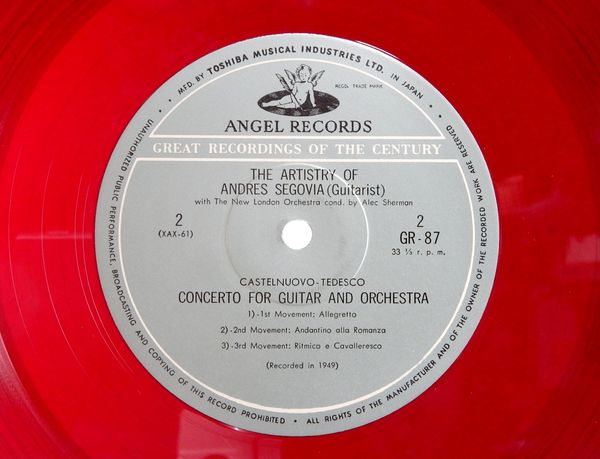 MFD. BY TOSHIBA MUSICAL INDUSTRIES LTD. IN JAPAN
REGD. TRADE MARK
ANGEL RECORDS
GREAT RECORDINGS OF THE CENTURY
THE ARTISTRY OF
ANDRES SEGOVIA (Guitarist)
with The New London Orchestra cond. by Alec Sherman
2
(XAX-61)
2
GR-87
33 ⅓ r. p. m.
CASTELNUOVO-TEDESCO
CONCERTO FOR GUITAR AND ORCHESTRA
1)-1st Movement: Allegretto
2)-2nd Movement: Andantino alla Romanza
3)-3rd Movement: Ritmico e Cavalleresco
(Recorded in 1949)
UNAUTHORIZED PUBLIC PERFORMANCE, BROADCASTING AND COPYING OF THIS RECORD PROHIBITED • ALL RIGHTS OF THE MANUFACTURER AND OF THE OWNER OF THE RECORDED WORK ARE RESERVED